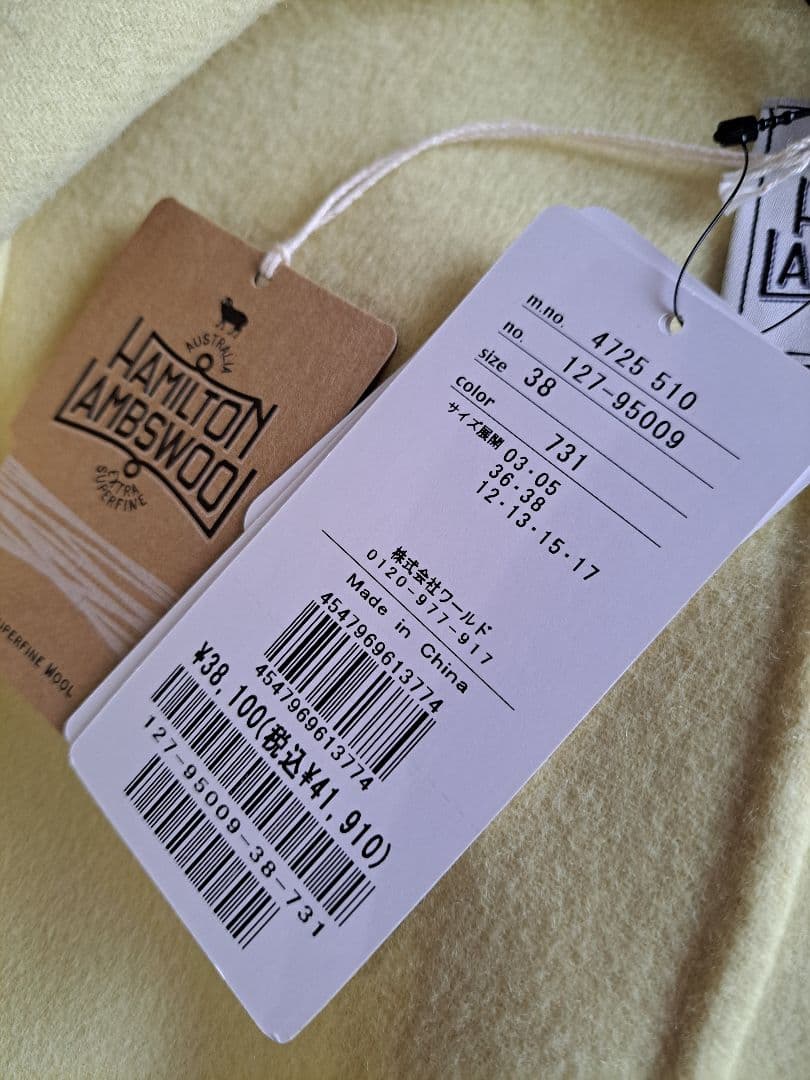 AUSTRALIA
HAMILTON
LAMBSWOOL
EXTRA
SUPERFINE
SUPERFINE WOOL
m.no. 4725 510
no. 127-95009
size 38
color 731
サイズ展開 03・05
36・38
12・13・15・17
株式会社ワールド
0120-977-917
Made in China
4547969613774
4547969613774
¥38,100(税込¥41,910)
127-95009-38-731